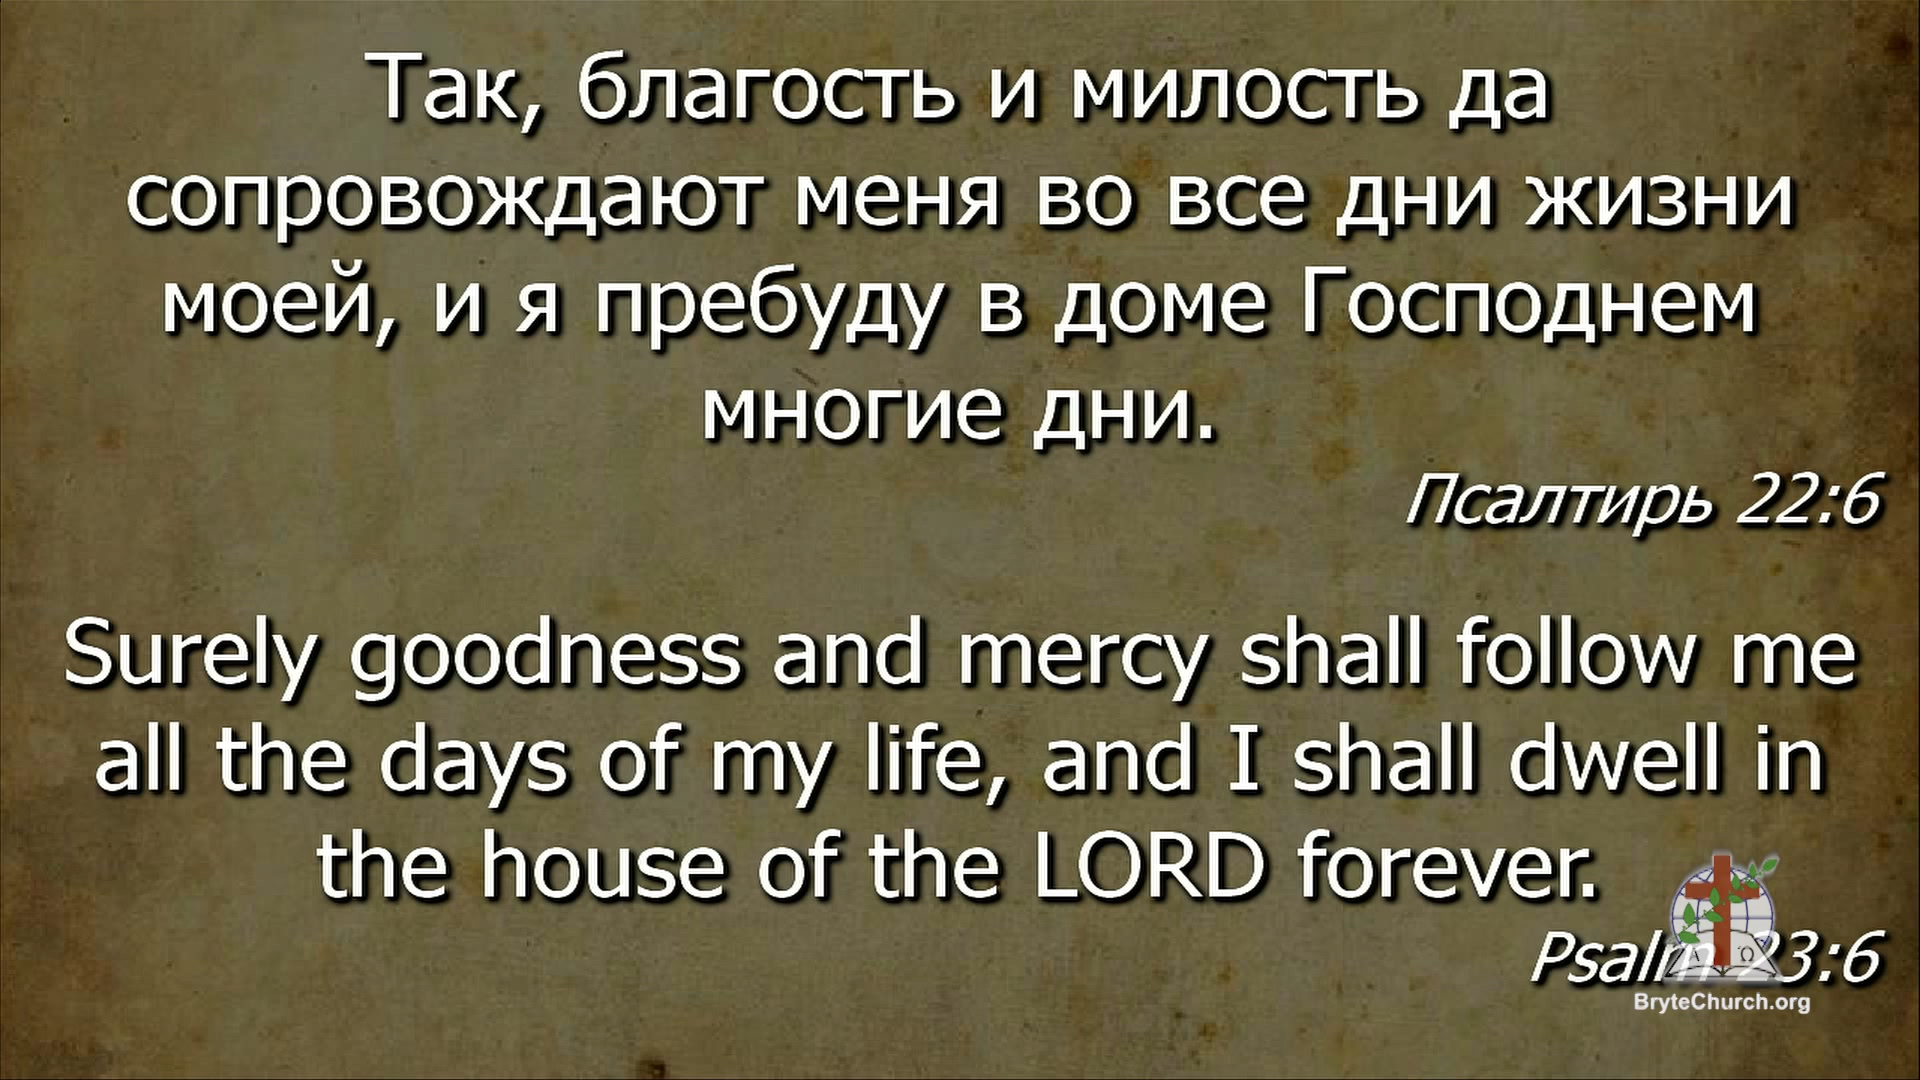 Так, благость и милость да
сопровождают меня во все дни жизни
моей, и я пребуду в доме Господнем
многие дни.
Псалтирь 22:6
Surely goodness and mercy shall follow me
all the days of my life, and I shall dwell in
the house of the LORD forever.
Psalm 23:6
Α Ω
BryteChurch.org